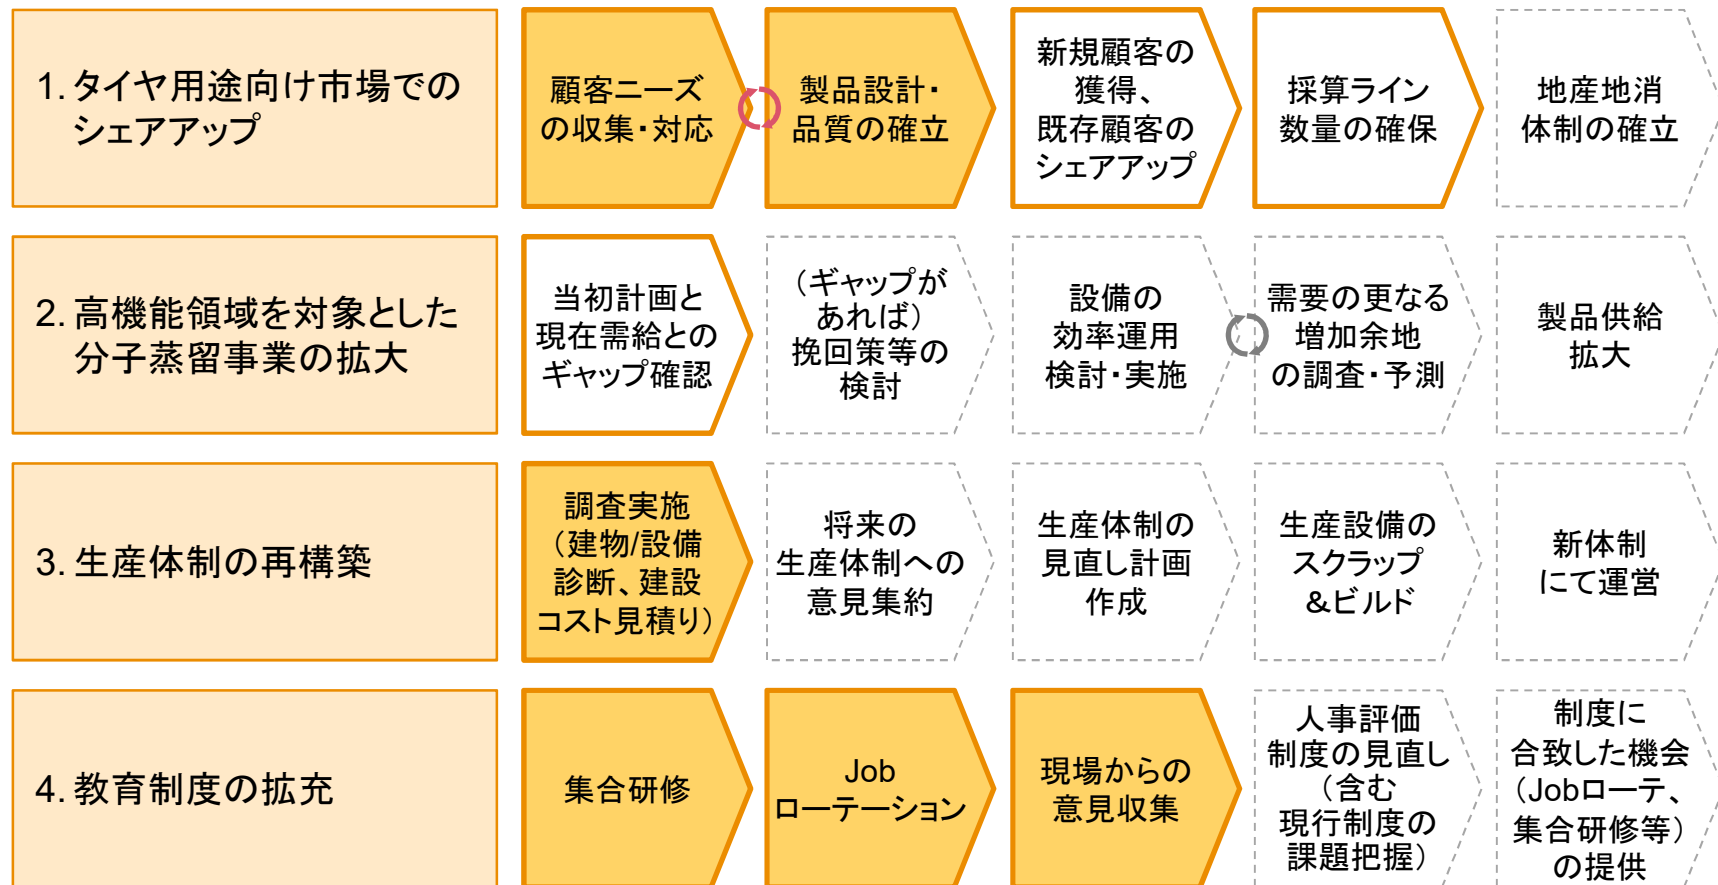 1. タイヤ用途向け市場での
シェアアップ
顧客ニーズ
の収集・対応
製品設計・
品質の確立
新規顧客の
獲得、
既存顧客の
シェアアップ
採算ライン
数量の確保
地産地消
体制の確立
2. 高機能領域を対象とした
分子蒸留事業の拡大
当初計画と
現在需給との
ギャップ確認
（ギャップが
あれば）
挽回策等の
検討
設備の
効率運用
検討・実施
需要の更なる
増加余地
の調査・予測
製品供給
拡大
3. 生産体制の再構築
調査実施
（建物/設備
診断、建設
コスト見積り）
将来の
生産体制への
意見集約
生産体制の
見直し計画
作成
生産設備の
スクラップ
＆ビルド
新体制
にて運営
4. 教育制度の拡充
集合研修
Job
ローテーション
現場からの
意見収集
人事評価
制度の見直し
（含む
現行制度の
課題把握）
制度に
合致した機会
（Jobローテ、
集合研修等）
の提供